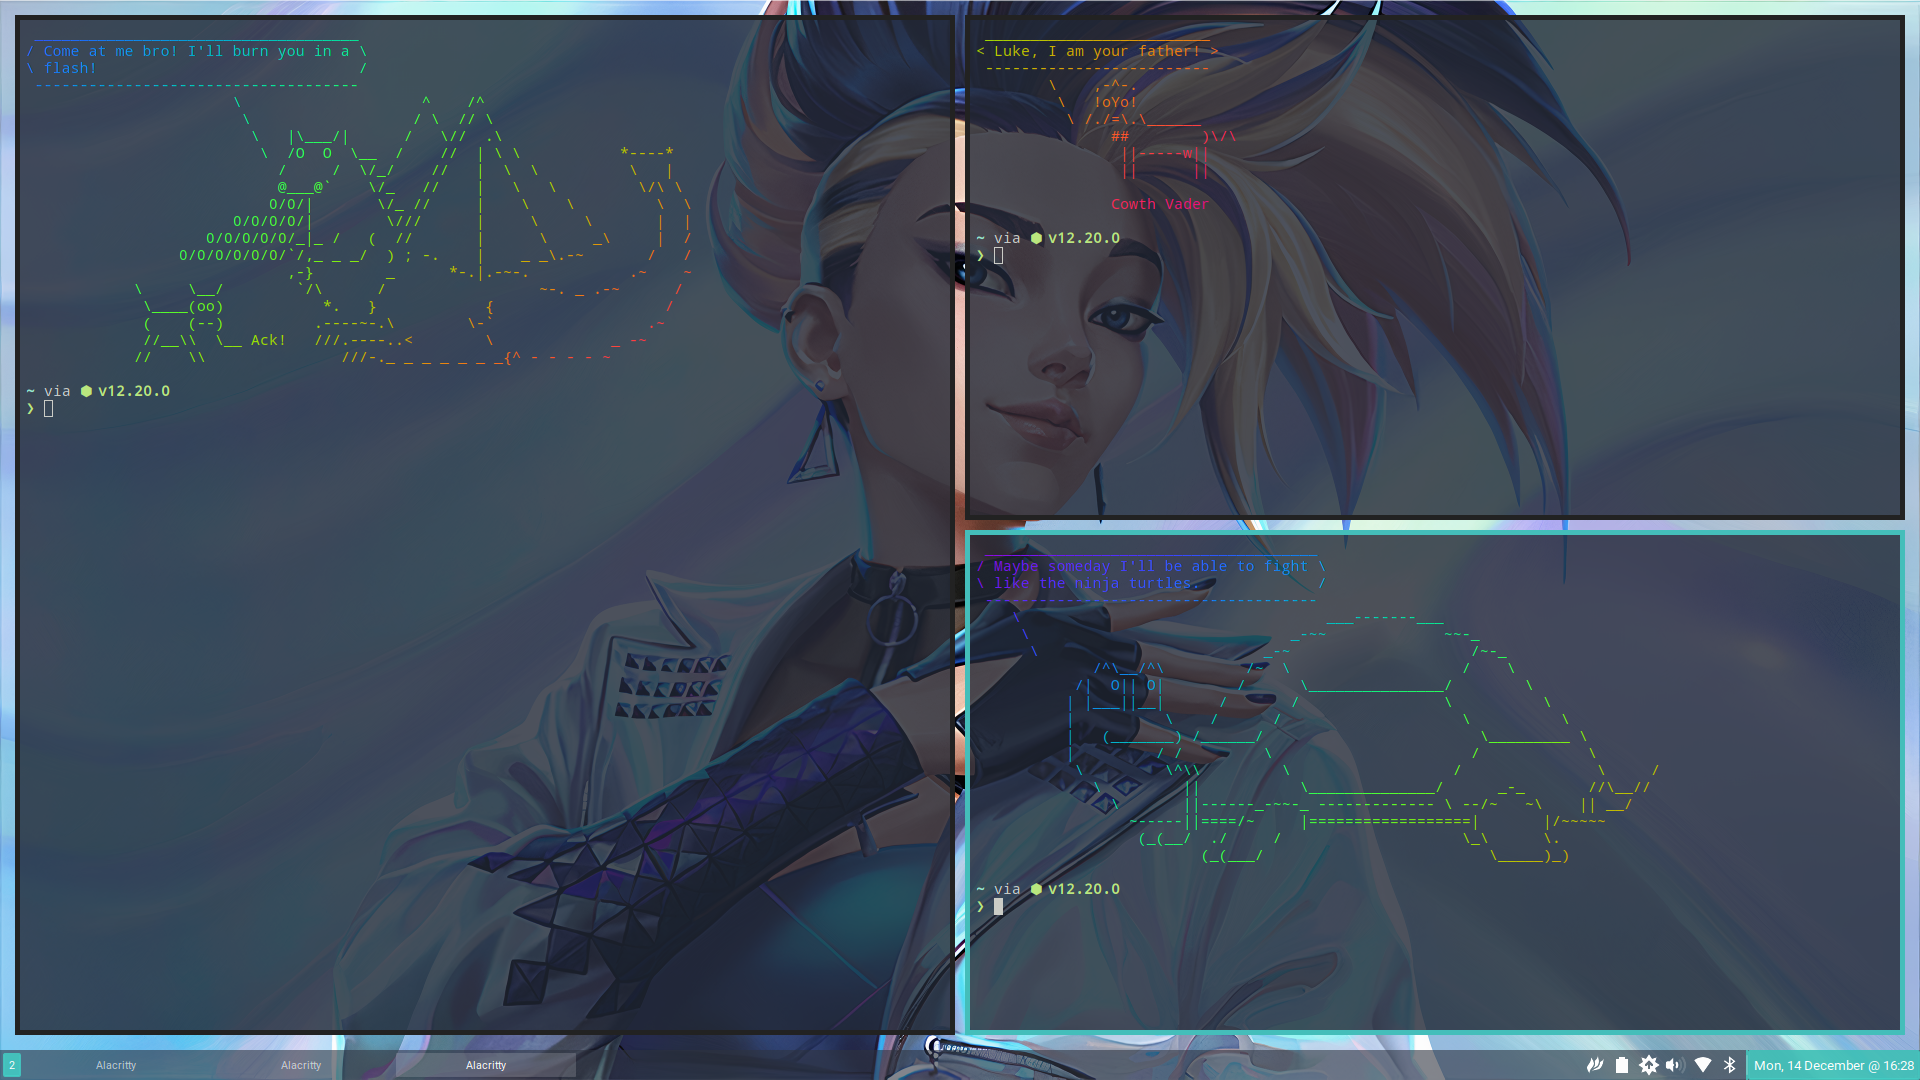 / Come at me bro! I'll burn you in a \
\ flash! /
Ack!
~ via ⬢ v12.20.0
❯
< Luke, I am your father! >
!oYo!
##
||-----W||
Cowth Vader
~ via ⬢ v12.20.0
❯
/ Maybe someday I'll be able to fight \
\ like the ninja turtles. /
~ via ⬢ v12.20.0
❯
2 Alacritty Alacritty Alacritty Mon, 14 December @ 16:28